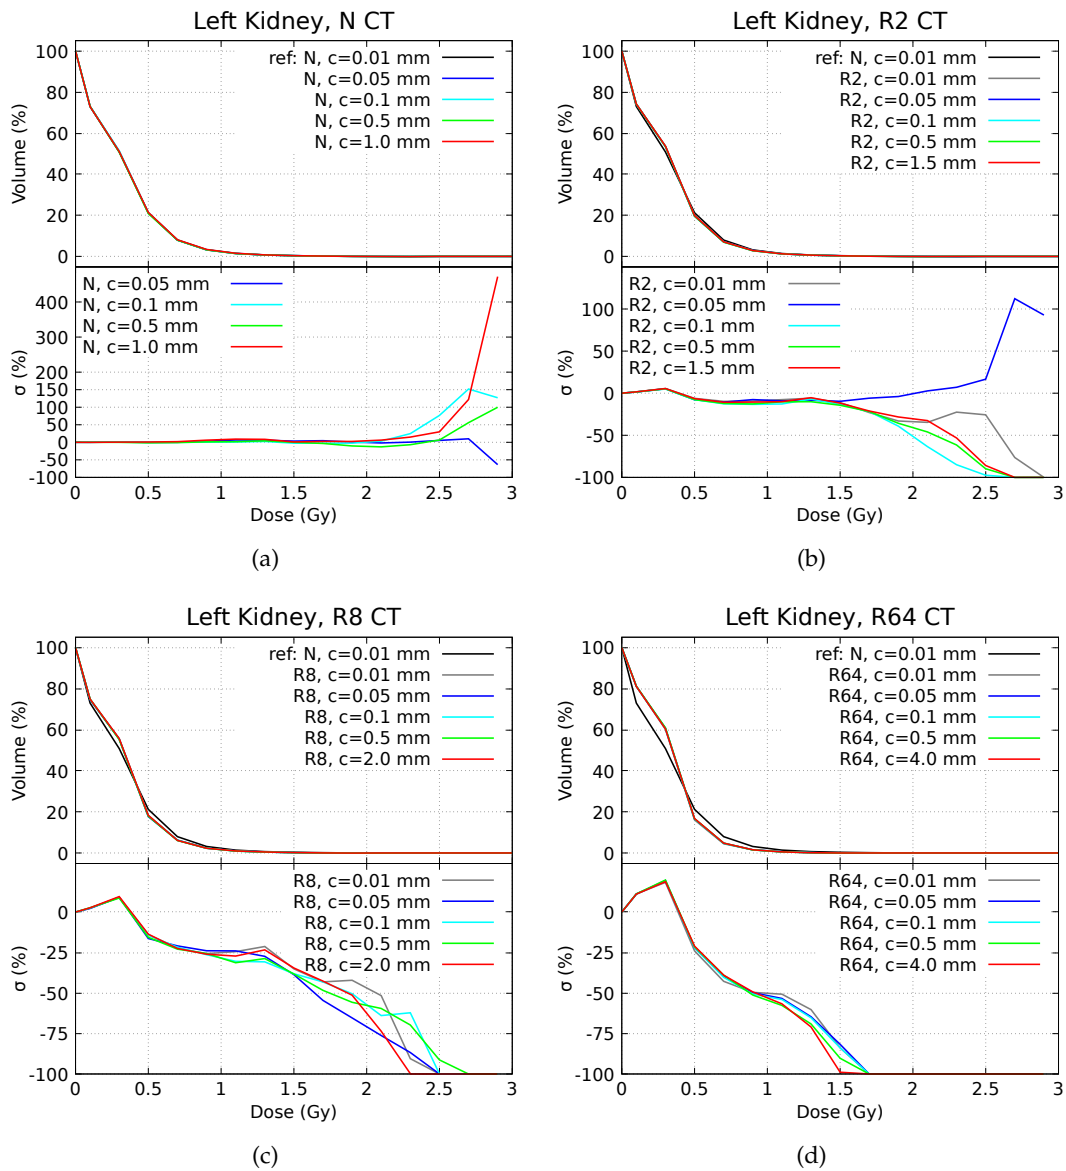 Left Kidney, N CT
100
80
60
40
20
0
Volume (%)
ref: N, c=0.01 mm
N, c=0.05 mm
N, c=0.1 mm
N, c=0.5 mm
N, c=1.0 mm
400
300
200
150
100
50
0
-50
-100
σ (%)
N, c=0.05 mm
N, c=0.1 mm
N, c=0.5 mm
N, c=1.0 mm
0 0.5 1 1.5 2 2.5 3
Dose (Gy)
(a)
Left Kidney, R2 CT
100
80
60
40
20
0
Volume (%)
ref: N, c=0.01 mm
R2, c=0.01 mm
R2, c=0.05 mm
R2, c=0.1 mm
R2, c=0.5 mm
R2, c=1.5 mm
100
50
0
-50
-100
σ (%)
R2, c=0.01 mm
R2, c=0.05 mm
R2, c=0.1 mm
R2, c=0.5 mm
R2, c=1.5 mm
0 0.5 1 1.5 2 2.5 3
Dose (Gy)
(b)
Left Kidney, R8 CT
100
80
60
40
20
0
Volume (%)
ref: N, c=0.01 mm
R8, c=0.01 mm
R8, c=0.05 mm
R8, c=0.1 mm
R8, c=0.5 mm
R8, c=2.0 mm
0
-25
-50
-75
-100
σ (%)
R8, c=0.01 mm
R8, c=0.05 mm
R8, c=0.1 mm
R8, c=0.5 mm
R8, c=2.0 mm
0 0.5 1 1.5 2 2.5 3
Dose (Gy)
(c)
Left Kidney, R64 CT
100
80
60
40
20
0
Volume (%)
ref: N, c=0.01 mm
R64, c=0.01 mm
R64, c=0.05 mm
R64, c=0.1 mm
R64, c=0.5 mm
R64, c=4.0 mm
0
-25
-50
-75
-100
σ (%)
R64, c=0.01 mm
R64, c=0.05 mm
R64, c=0.1 mm
R64, c=0.5 mm
R64, c=4.0 mm
0 0.5 1 1.5 2 2.5 3
Dose (Gy)
(d)